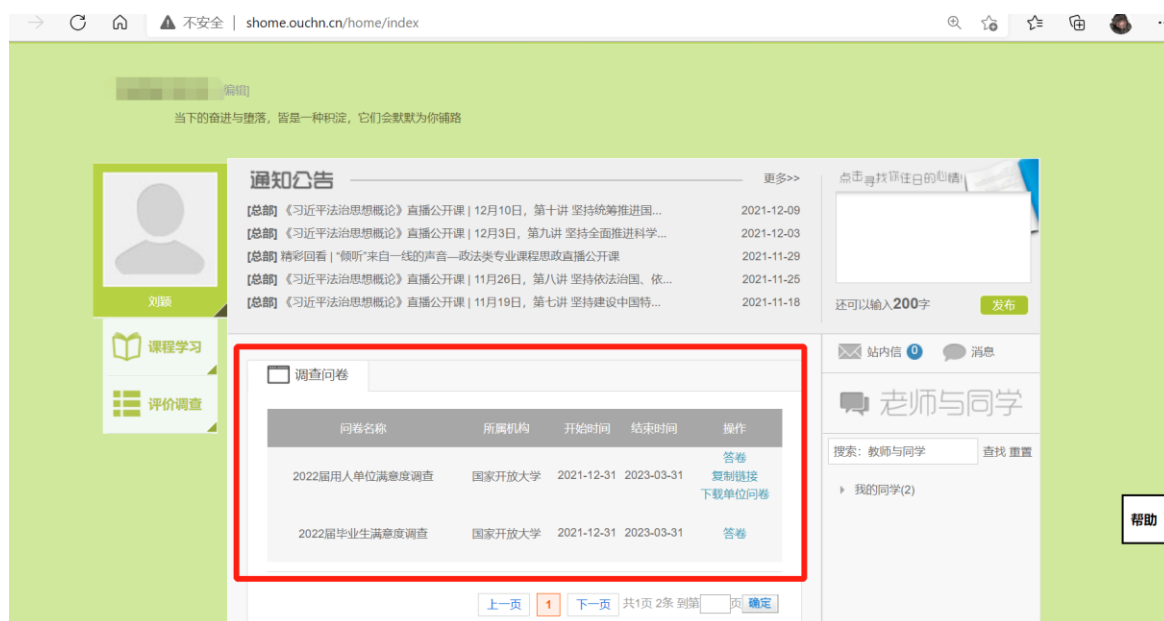 不安全 | shome.ouchn.cn/home/index
编辑]
当下的奋进与堕落，皆是一种积淀，它们会默默为你铺路
刘颖
课程学习
评价调查
通知公告 更多>>
[总部] 《习近平法治思想概论》直播公开课 | 12月10日，第十讲 坚持统筹推进国... 2021-12-09
[总部] 《习近平法治思想概论》直播公开课 | 12月3日，第九讲 坚持全面推进科学... 2021-12-03
[总部] 精彩回看 | “倾听”来自一线的声音—政法类专业课程思政直播公开课 2021-11-29
[总部] 《习近平法治思想概论》直播公开课 | 11月26日，第八讲 坚持依法治国、依... 2021-11-25
[总部] 《习近平法治思想概论》直播公开课 | 11月19日，第七讲 坚持建设中国特... 2021-11-18
点击寻找你往日的心情!
还可以输入200字 发布
调查问卷
问卷名称 所属机构 开始时间 结束时间 操作
2022届用人单位满意度调查 国家开放大学 2021-12-31 2023-03-31 答卷
复制链接
下载单位问卷
2022届毕业生满意度调查 国家开放大学 2021-12-31 2023-03-31 答卷
上一页 1 下一页 共1页 2条 到第 页 确定
站内信 0 消息
老师与同学
搜索：教师与同学 查找 重置
我的同学(2)
帮助